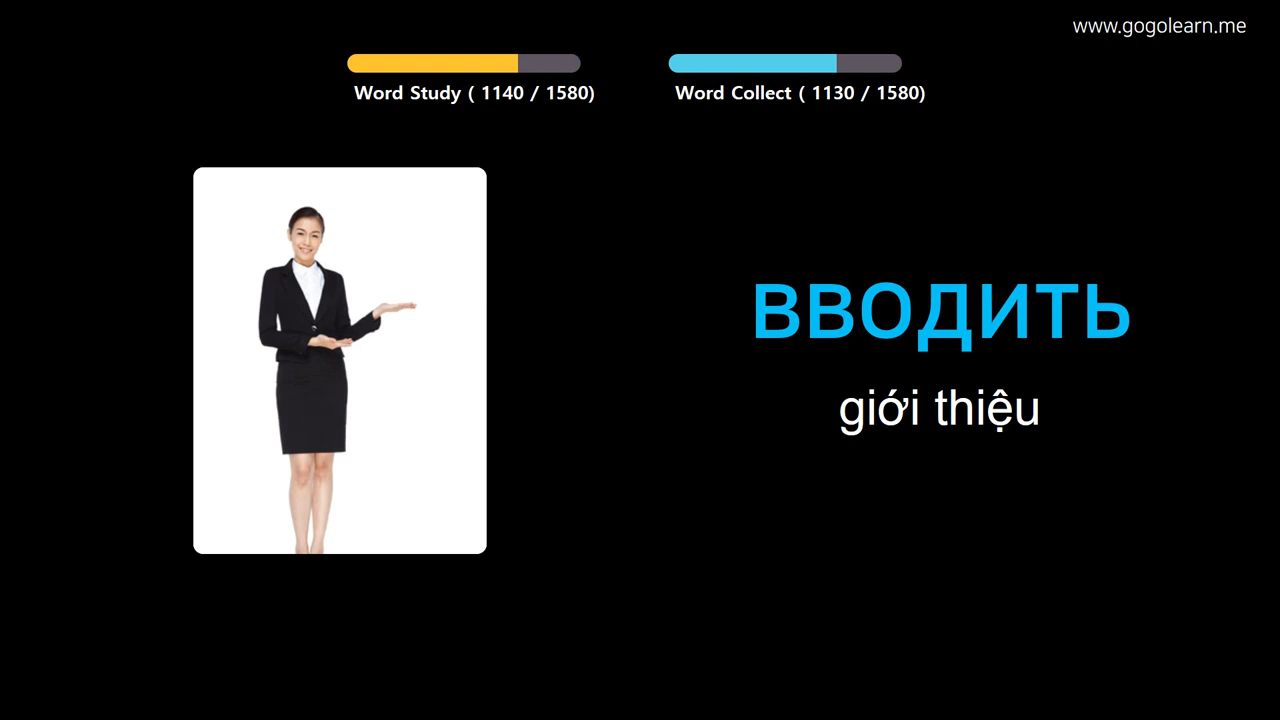 www.gogolearn.me
Word Study ( 1140 / 1580)
Word Collect ( 1130 / 1580)
вводить
giới thiệu